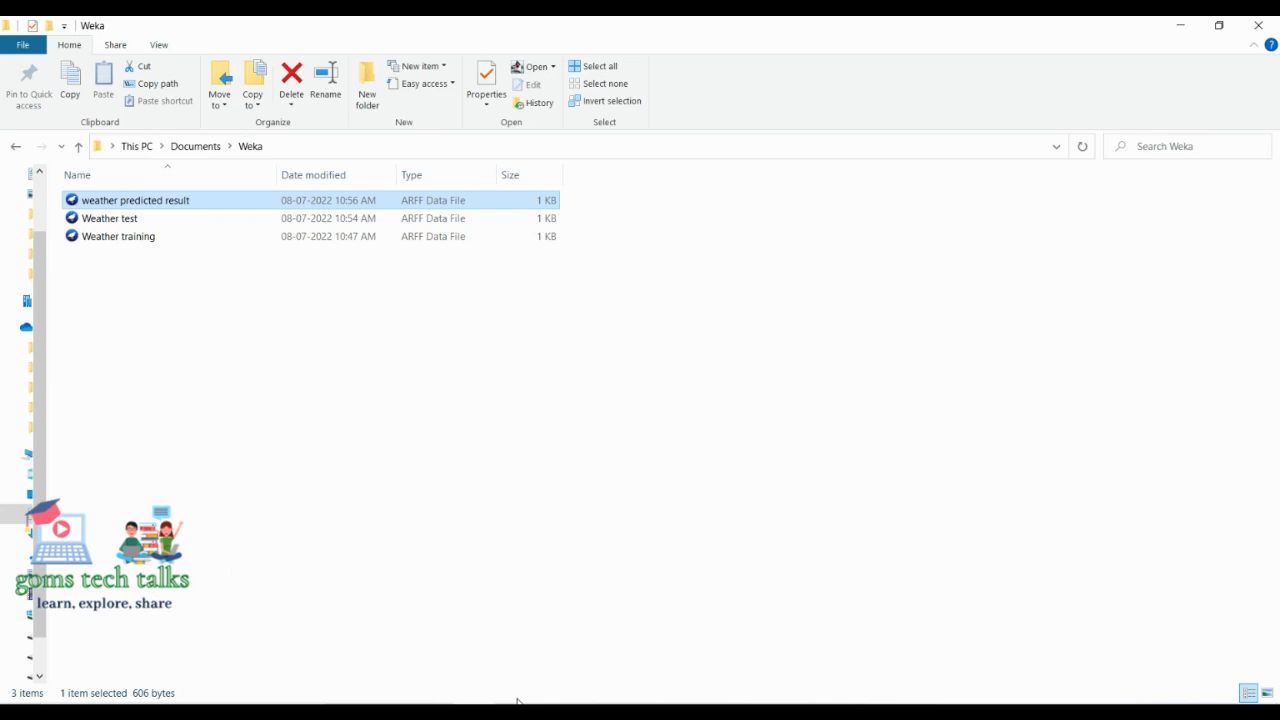 Weka
File Home Share View
Pin to Quick access
Copy
Paste
Cut
Copy path
Paste shortcut
Clipboard
Move to
Copy to
Delete
Rename
Organize
New folder
New item
Easy access
New
Properties
Open
Edit
History
Open
Select all
Select none
Invert selection
Select
This PC > Documents > Weka
Search Weka
Name Date modified Type Size
weather predicted result 08-07-2022 10:56 AM ARFF Data File 1 KB
Weather test 08-07-2022 10:54 AM ARFF Data File 1 KB
Weather training 08-07-2022 10:47 AM ARFF Data File 1 KB
goms tech talks
learn, explore, share
3 items 1 item selected 606 bytes